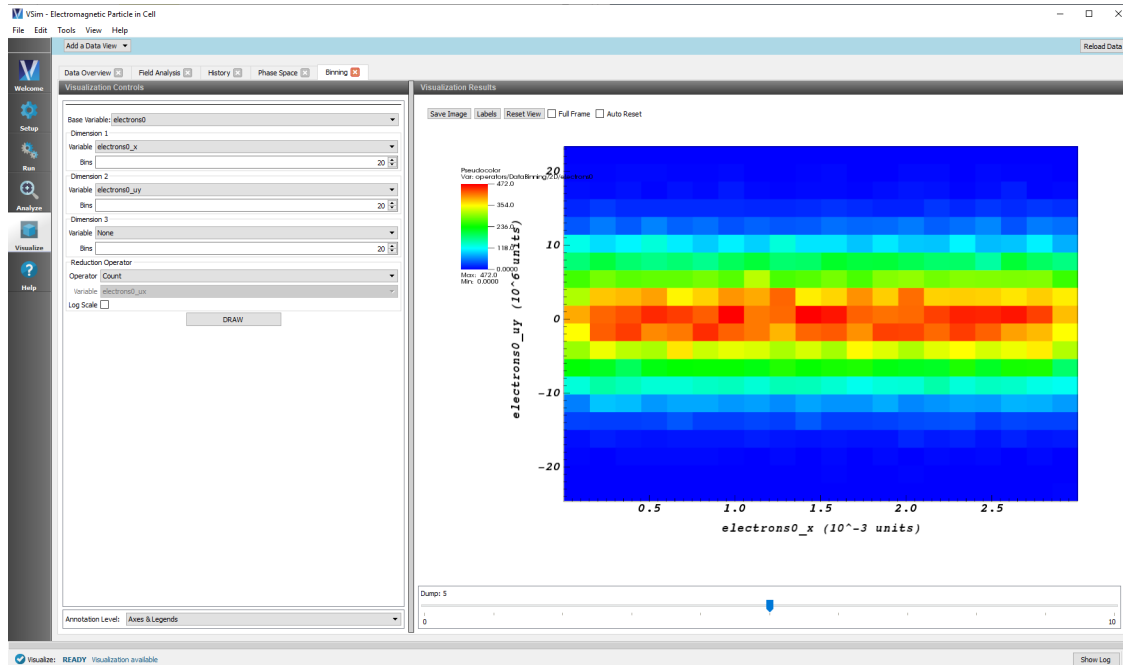 VSim - Electromagnetic Particle in Cell
File Edit Tools View Help
Add a Data View
Reload Data
Welcome
Setup
Run
Analyze
Visualize
Help
Data Overview Field Analysis History Phase Space Binning
Visualization Controls
Base Variable: electrons0
Dimension 1
Variable electrons0_x
Bins 20
Dimension 2
Variable electrons0_uy
Bins 20
Dimension 3
Variable None
Bins 20
Reduction Operator
Operator Count
Variable electrons0_ux
Log Scale
DRAW
Annotation Level: Axes & Legends
Visualization Results
Save Image Labels Reset View Full Frame Auto Reset
Pseudocolor
Var: operators/DataBinning/2D/electrons0
472.0
354.0
236.0
118.0
0.0000
Max: 472.0
Min: 0.0000
electrons0_uy (10^6 units)
20
10
0
-10
-20
0.5 1.0 1.5 2.0 2.5
electrons0_x (10^-3 units)
Dump: 5
0 10
Visualize: READY Visualization available
Show Log